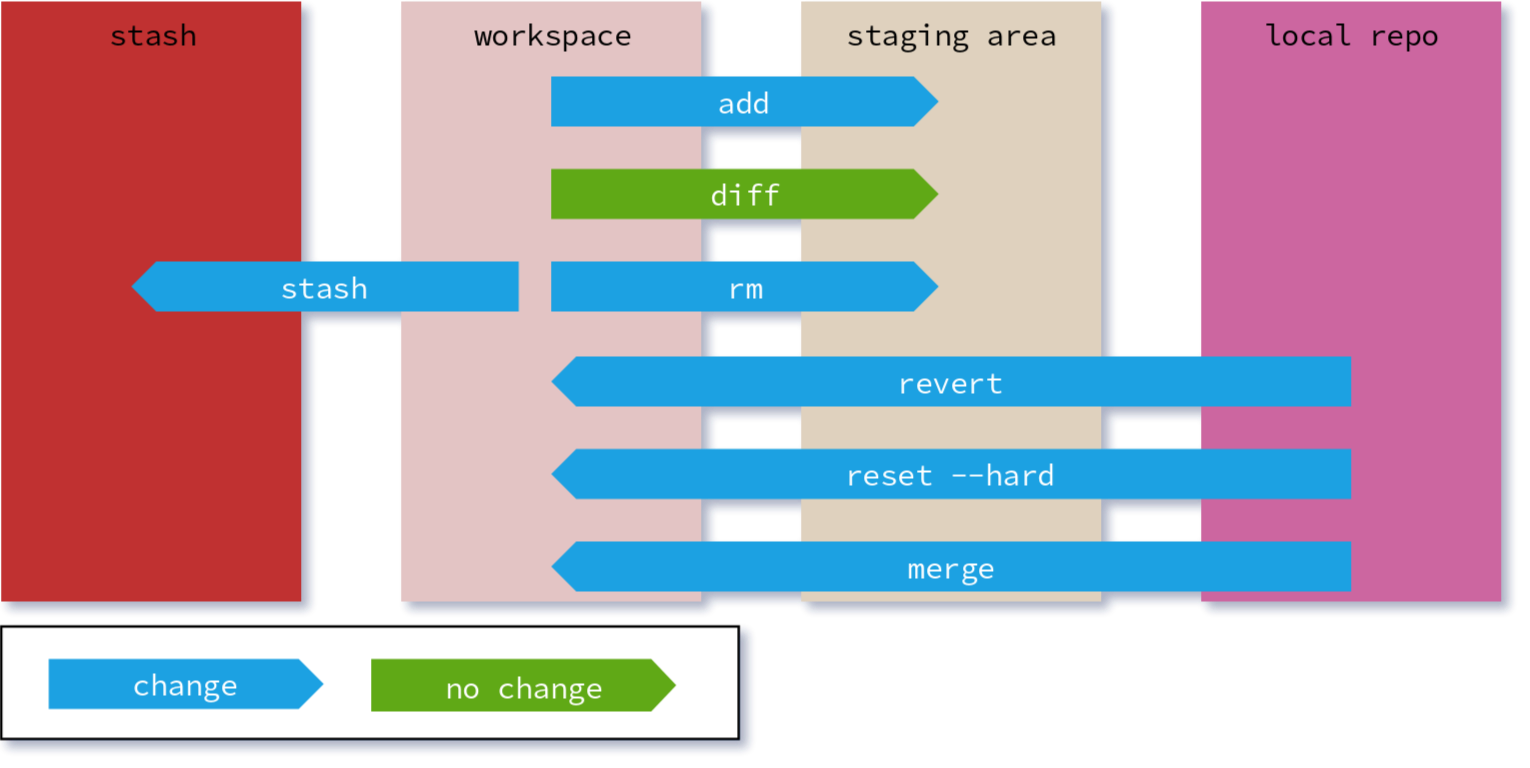 stash
workspace
staging area
local repo
add
diff
stash
rm
revert
reset --hard
merge
change
no change